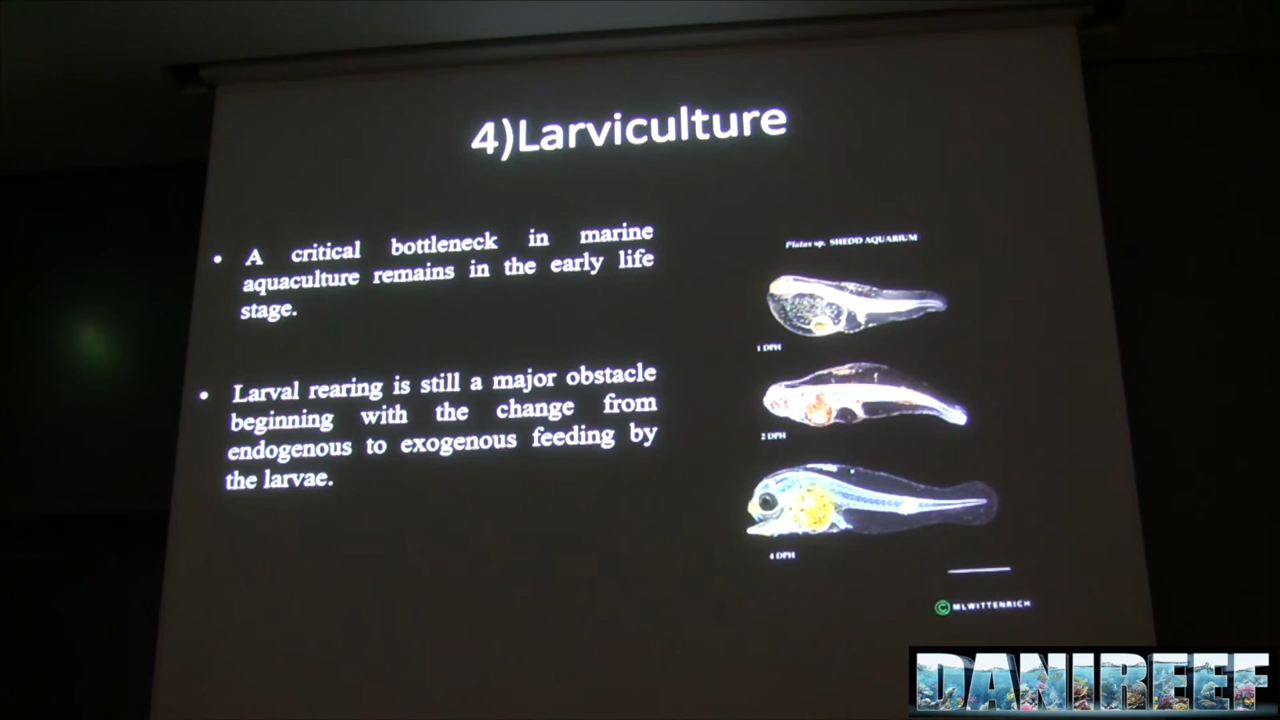 4)Larviculture
• A critical bottleneck in marine
aquaculture remains in the early life
stage.
• Larval rearing is still a major obstacle
beginning with the change from
endogenous to exogenous feeding by
the larvae.
Platax sp. SHEDD AQUARIUM
1 DPH
2 DPH
4 DPH
© MLWITTENRICH
DANIREEF